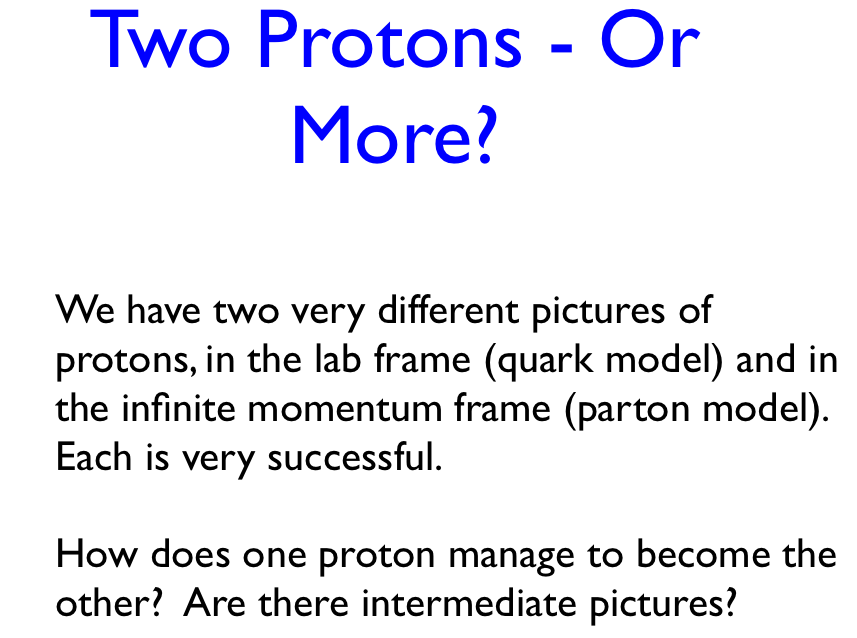 Two Protons - Or
More?
We have two very different pictures of
protons, in the lab frame (quark model) and in
the infinite momentum frame (parton model).
Each is very successful.
How does one proton manage to become the
other?  Are there intermediate pictures?